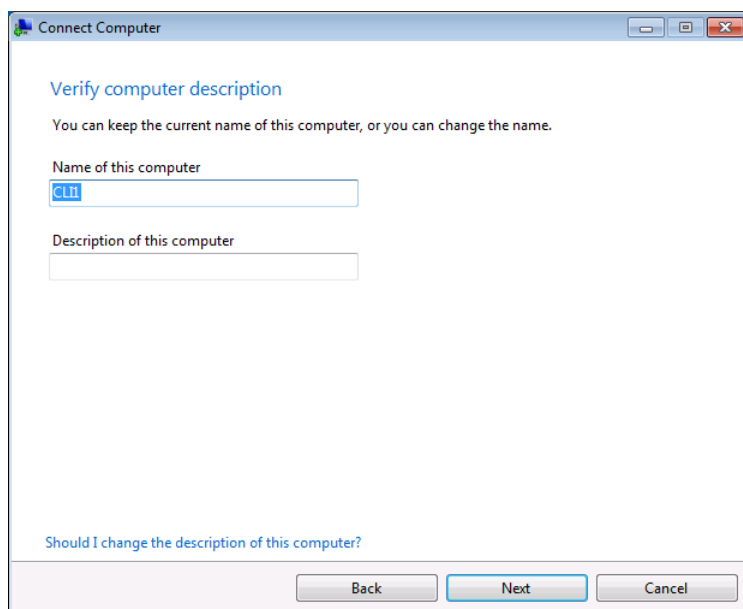 Connect Computer
Verify computer description
You can keep the current name of this computer, or you can change the name.
Name of this computer
CLI1
Description of this computer
Should I change the description of this computer?
Back Next Cancel